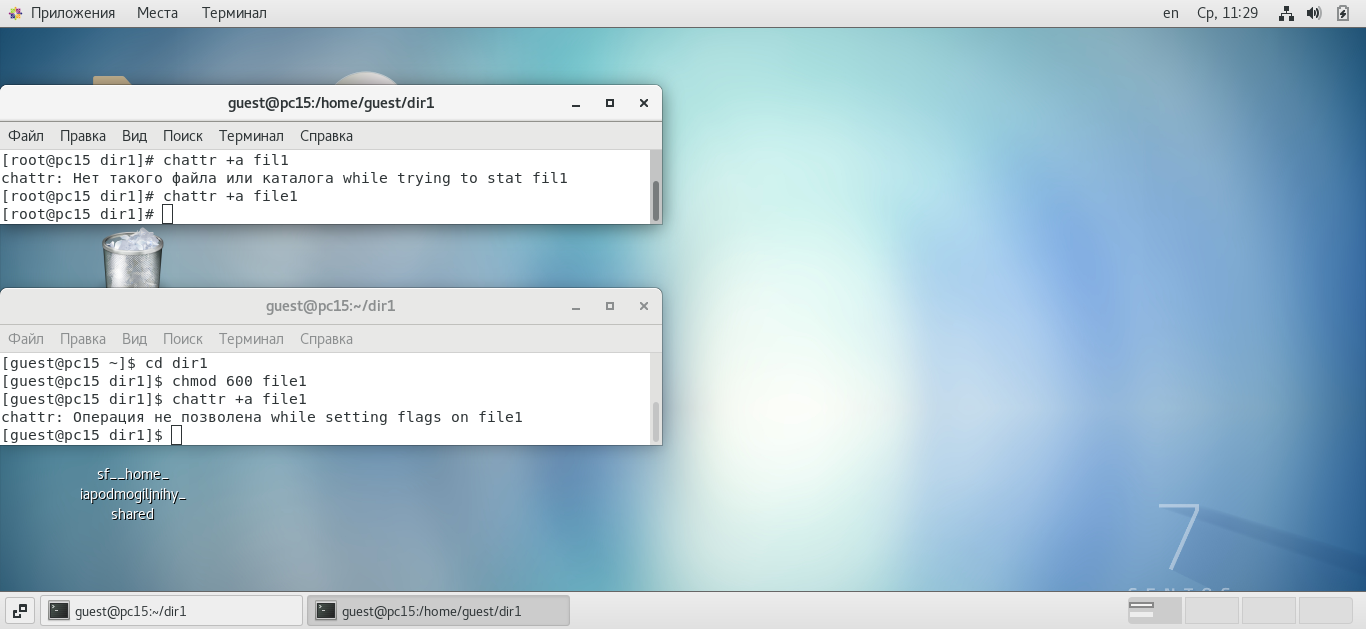 Приложения Места Терминал en Ср, 11:29
guest@pc15:/home/guest/dir1
Файл Правка Вид Поиск Терминал Справка
[root@pc15 dir1]# chattr +a fil1
chattr: Нет такого файла или каталога while trying to stat fil1
[root@pc15 dir1]# chattr +a file1
[root@pc15 dir1]#
guest@pc15:~/dir1
Файл Правка Вид Поиск Терминал Справка
[guest@pc15 ~]$ cd dir1
[guest@pc15 dir1]$ chmod 600 file1
[guest@pc15 dir1]$ chattr +a file1
chattr: Операция не позволена while setting flags on file1
[guest@pc15 dir1]$
sf__home_
iapodmogiljnihy_
shared
7
CENTOS
guest@pc15:~/dir1 guest@pc15:/home/guest/dir1